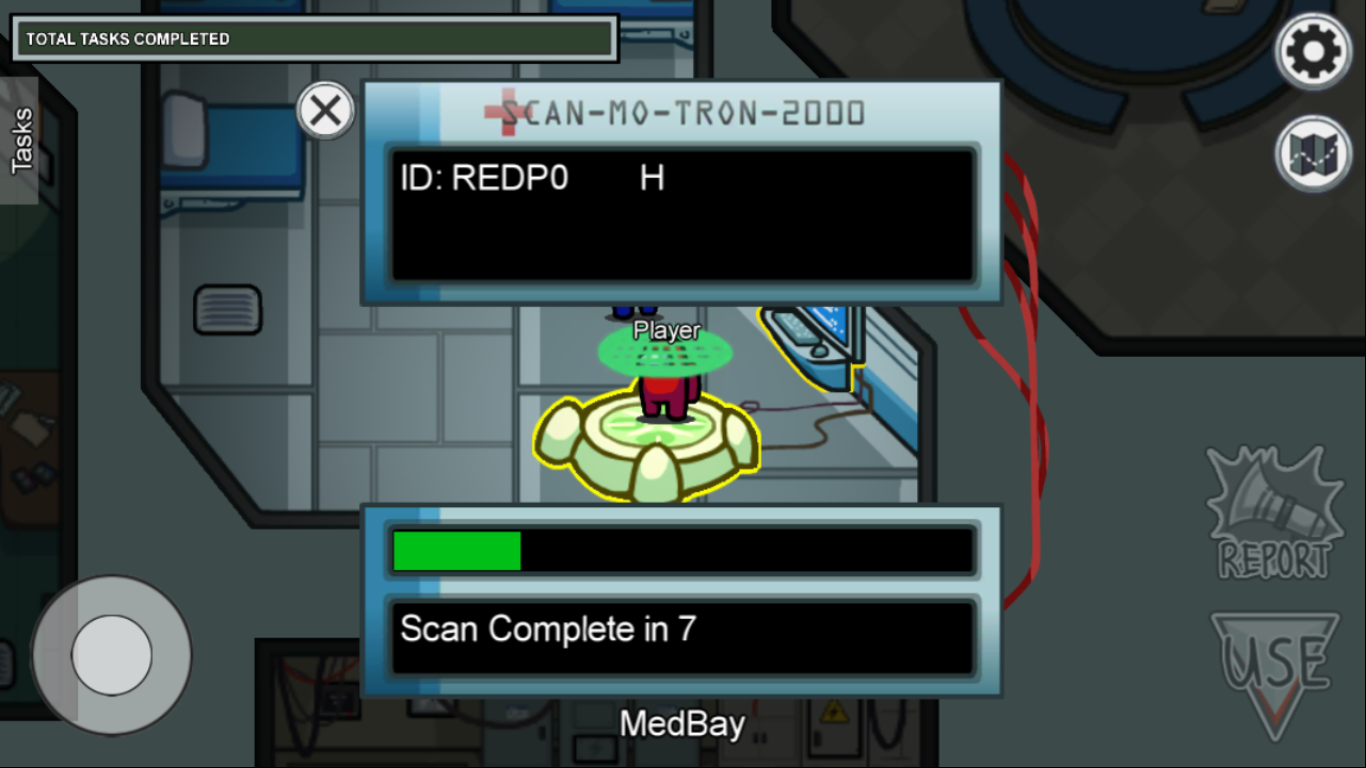 TOTAL TASKS COMPLETED
Tasks
SCAN-MO-TRON-2000
ID: REDP0 H
Player
Scan Complete in 7
REPORT
USE
MedBay